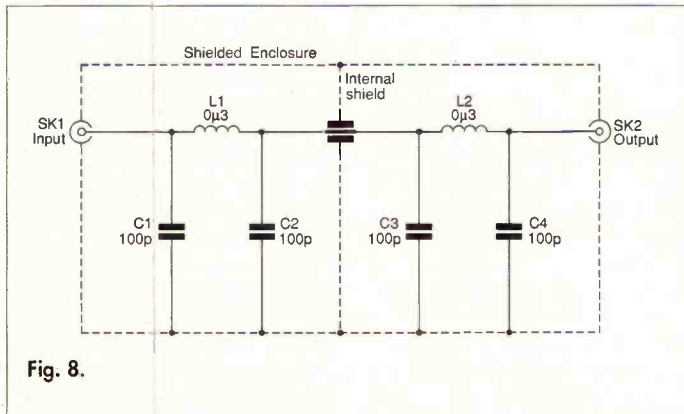 Shielded Enclosure
Internal
shield
SK1
Input
L1
0µ3
L2
0µ3
SK2
Output
C1
100p
C2
100p
C3
100p
C4
100p
Fig. 8.